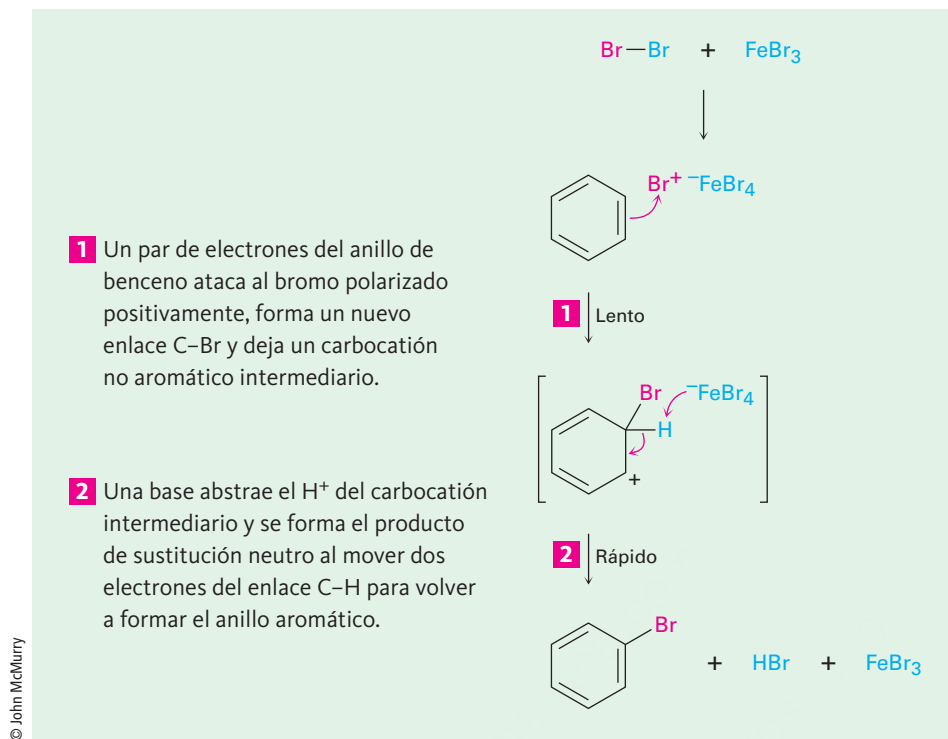 Br—Br + FeBr3
Br+ −FeBr4
1 Un par de electrones del anillo de
benceno ataca al bromo polarizado
positivamente, forma un nuevo
enlace C–Br y deja un carbocatión
no aromático intermediario.
1 Lento
Br −FeBr4
H
+
2 Una base abstrae el H+ del carbocatión
intermediario y se forma el producto
de sustitución neutro al mover dos
electrones del enlace C–H para volver
a formar el anillo aromático.
2 Rápido
Br
+ HBr + FeBr3
© John McMurry